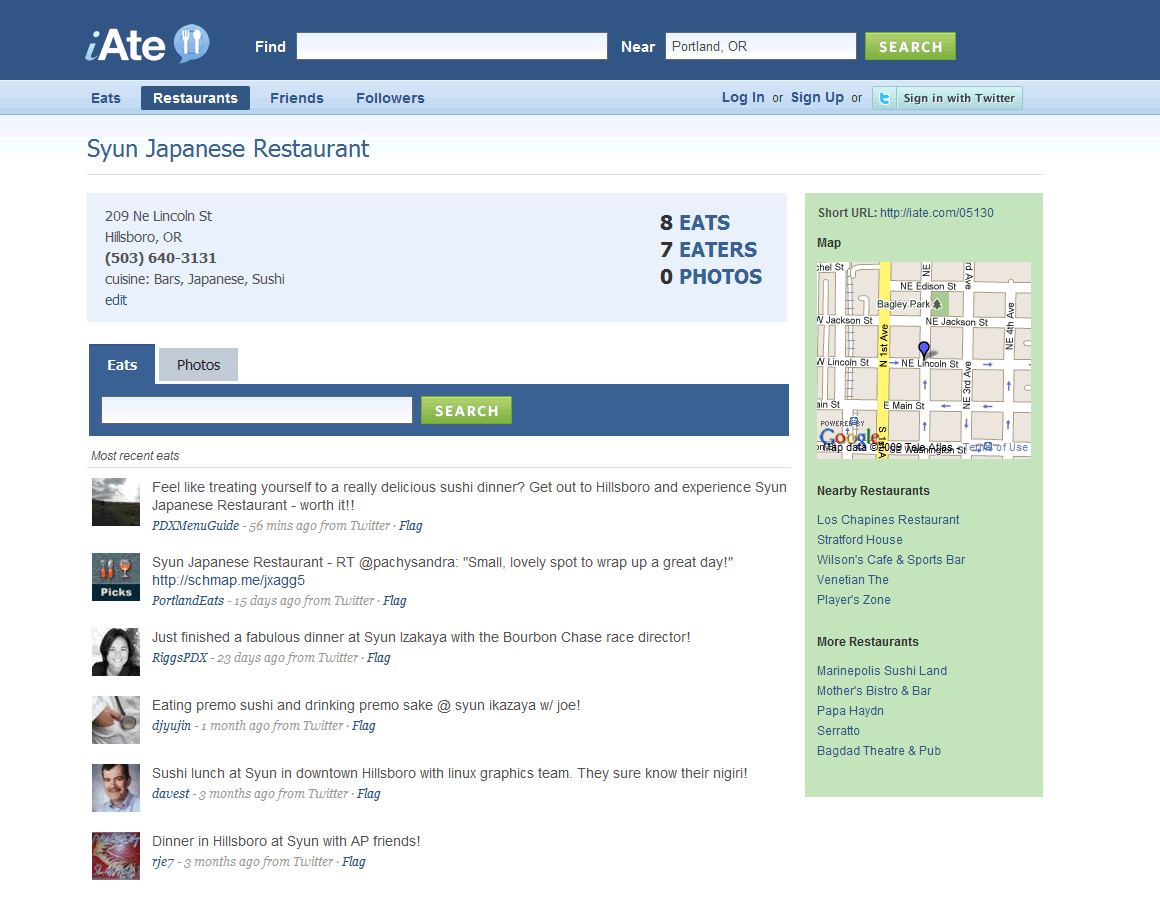 iAte
Find
Near Portland, OR SEARCH
Eats Restaurants Friends Followers
Log In or Sign Up or Sign in with Twitter
Syun Japanese Restaurant
209 Ne Lincoln St
Hillsboro, OR
(503) 640-3131
cuisine: Bars, Japanese, Sushi
edit
8 EATS
7 EATERS
0 PHOTOS
Eats Photos
SEARCH
Most recent eats
Feel like treating yourself to a really delicious sushi dinner? Get out to Hillsboro and experience Syun
Japanese Restaurant - worth it!!
PDXMenuGuide - 56 mins ago from Twitter · Flag
Picks
Syun Japanese Restaurant - RT @pachysandra: "Small, lovely spot to wrap up a great day!"
http://schmap.me/jxagg5
PortlandEats - 15 days ago from Twitter · Flag
Just finished a fabulous dinner at Syun Izakaya with the Bourbon Chase race director!
RiggsPDX - 23 days ago from Twitter · Flag
Eating premo sushi and drinking premo sake @ syun ikazaya w/ joe!
djyujin - 1 month ago from Twitter · Flag
Sushi lunch at Syun in downtown Hillsboro with linux graphics team. They sure know their nigiri!
davest - 3 months ago from Twitter · Flag
Dinner in Hillsboro at Syun with AP friends!
rje7 - 3 months ago from Twitter · Flag
Short URL: http://iate.com/05130
Map
chel St
NE
rd Ave
NE Edison St
Bagley Park
W Jackson St
NE Jackson St
NE 4th Ave
N 1st Ave
W Lincoln St
NE Lincoln St
NE 3rd Ave
ain St
E Main St
POWERED BY
Google
S 1st A
SE Washington St
Map data ©2009 Tele Atlas - Terms of Use
Nearby Restaurants
Los Chapines Restaurant
Stratford House
Wilson's Cafe & Sports Bar
Venetian The
Player's Zone
More Restaurants
Marinepolis Sushi Land
Mother's Bistro & Bar
Papa Haydn
Serratto
Bagdad Theatre & Pub